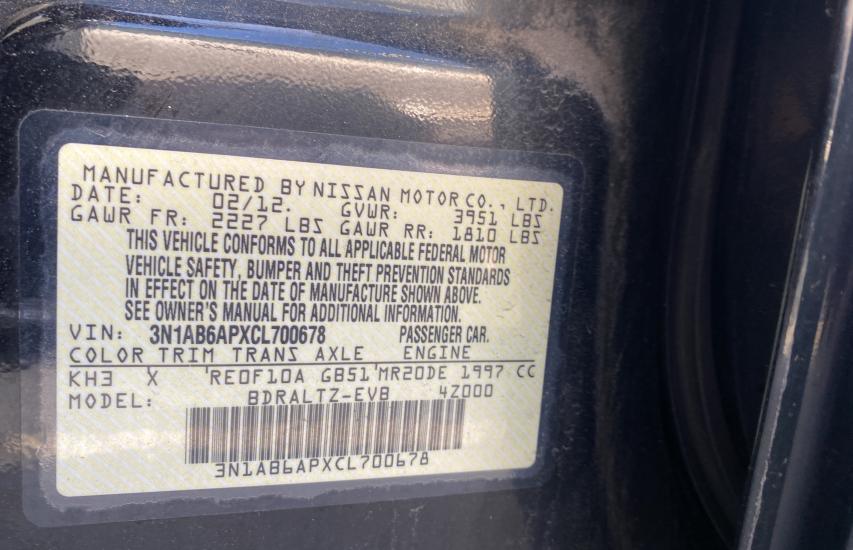 MANUFACTURED BY NISSAN MOTOR CO., LTD.
DATE: 02/12. GVWR: 3951 LBS
GAWR FR: 2227 LBS GAWR RR: 1810 LBS
THIS VEHICLE CONFORMS TO ALL APPLICABLE FEDERAL MOTOR
VEHICLE SAFETY, BUMPER AND THEFT PREVENTION STANDARDS
IN EFFECT ON THE DATE OF MANUFACTURE SHOWN ABOVE.
SEE OWNER'S MANUAL FOR ADDITIONAL INFORMATION.
VIN: 3N1AB6APXCL700678 PASSENGER CAR.
COLOR TRIM TRANS AXLE ENGINE
KH3 X 'RE0F10A GB51'MR20DE 1997 CC
MODEL: BDRALTZ-EVB 4Z000
3N1AB6APXCL700678